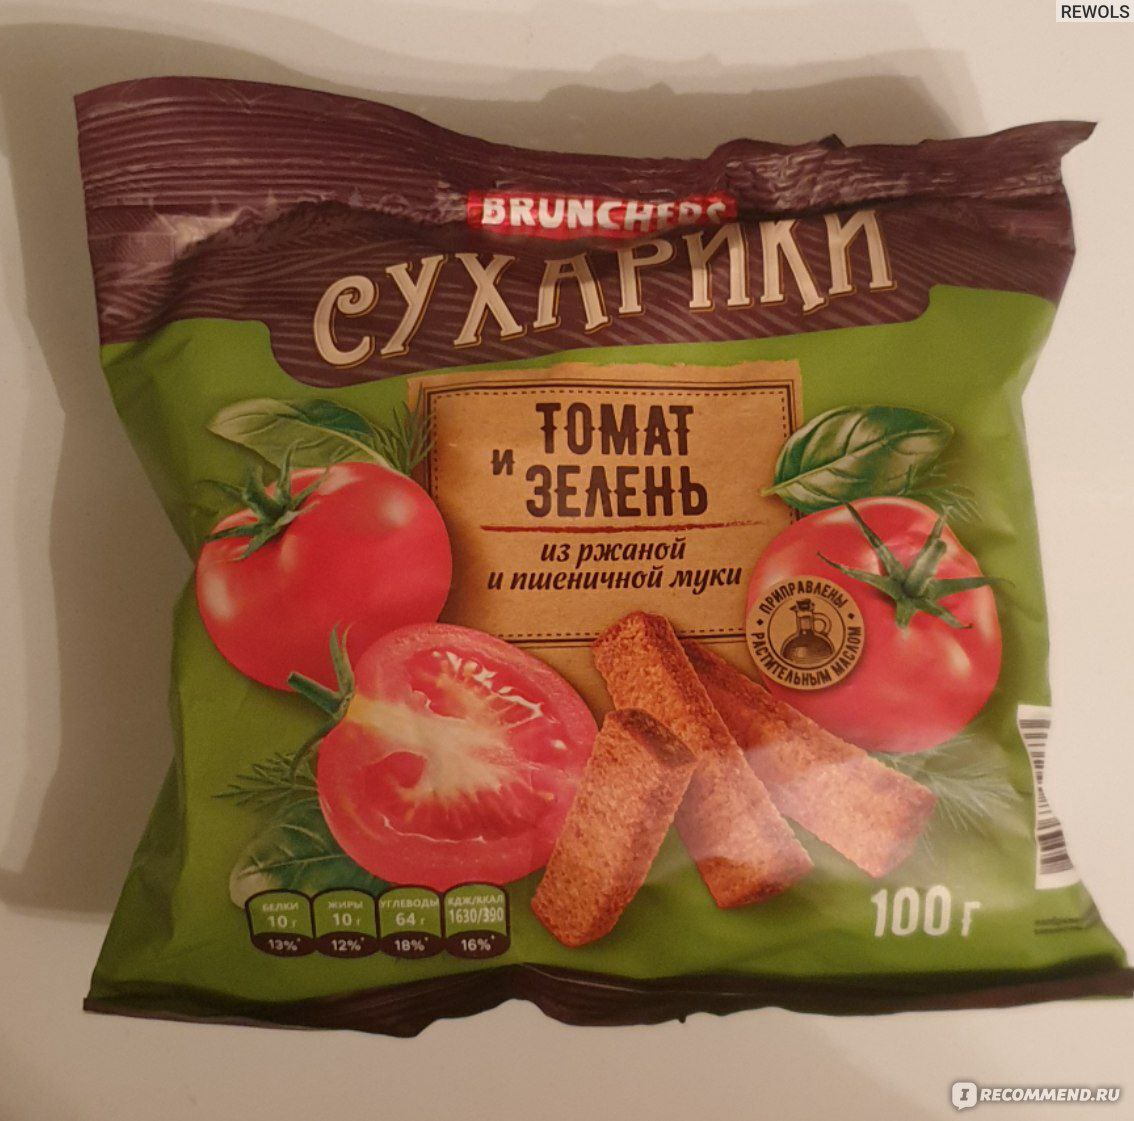 REWOLS
BRUNCHERS
СУХАРИКИ
ТОМАТ
И ЗЕЛЕНЬ
из ржаной
и пшеничной муки
• ПРИПРАВЛЕНЫ •
РАСТИТЕЛЬНЫМ МАСЛОМ
БЕЛКИ ЖИРЫ УГЛЕВОДЫ КДЖ/ККАЛ
10 г 10 г 64 г 1630/390
13%* 12%* 18%* 16%*
100 г
IRECOMMEND.RU